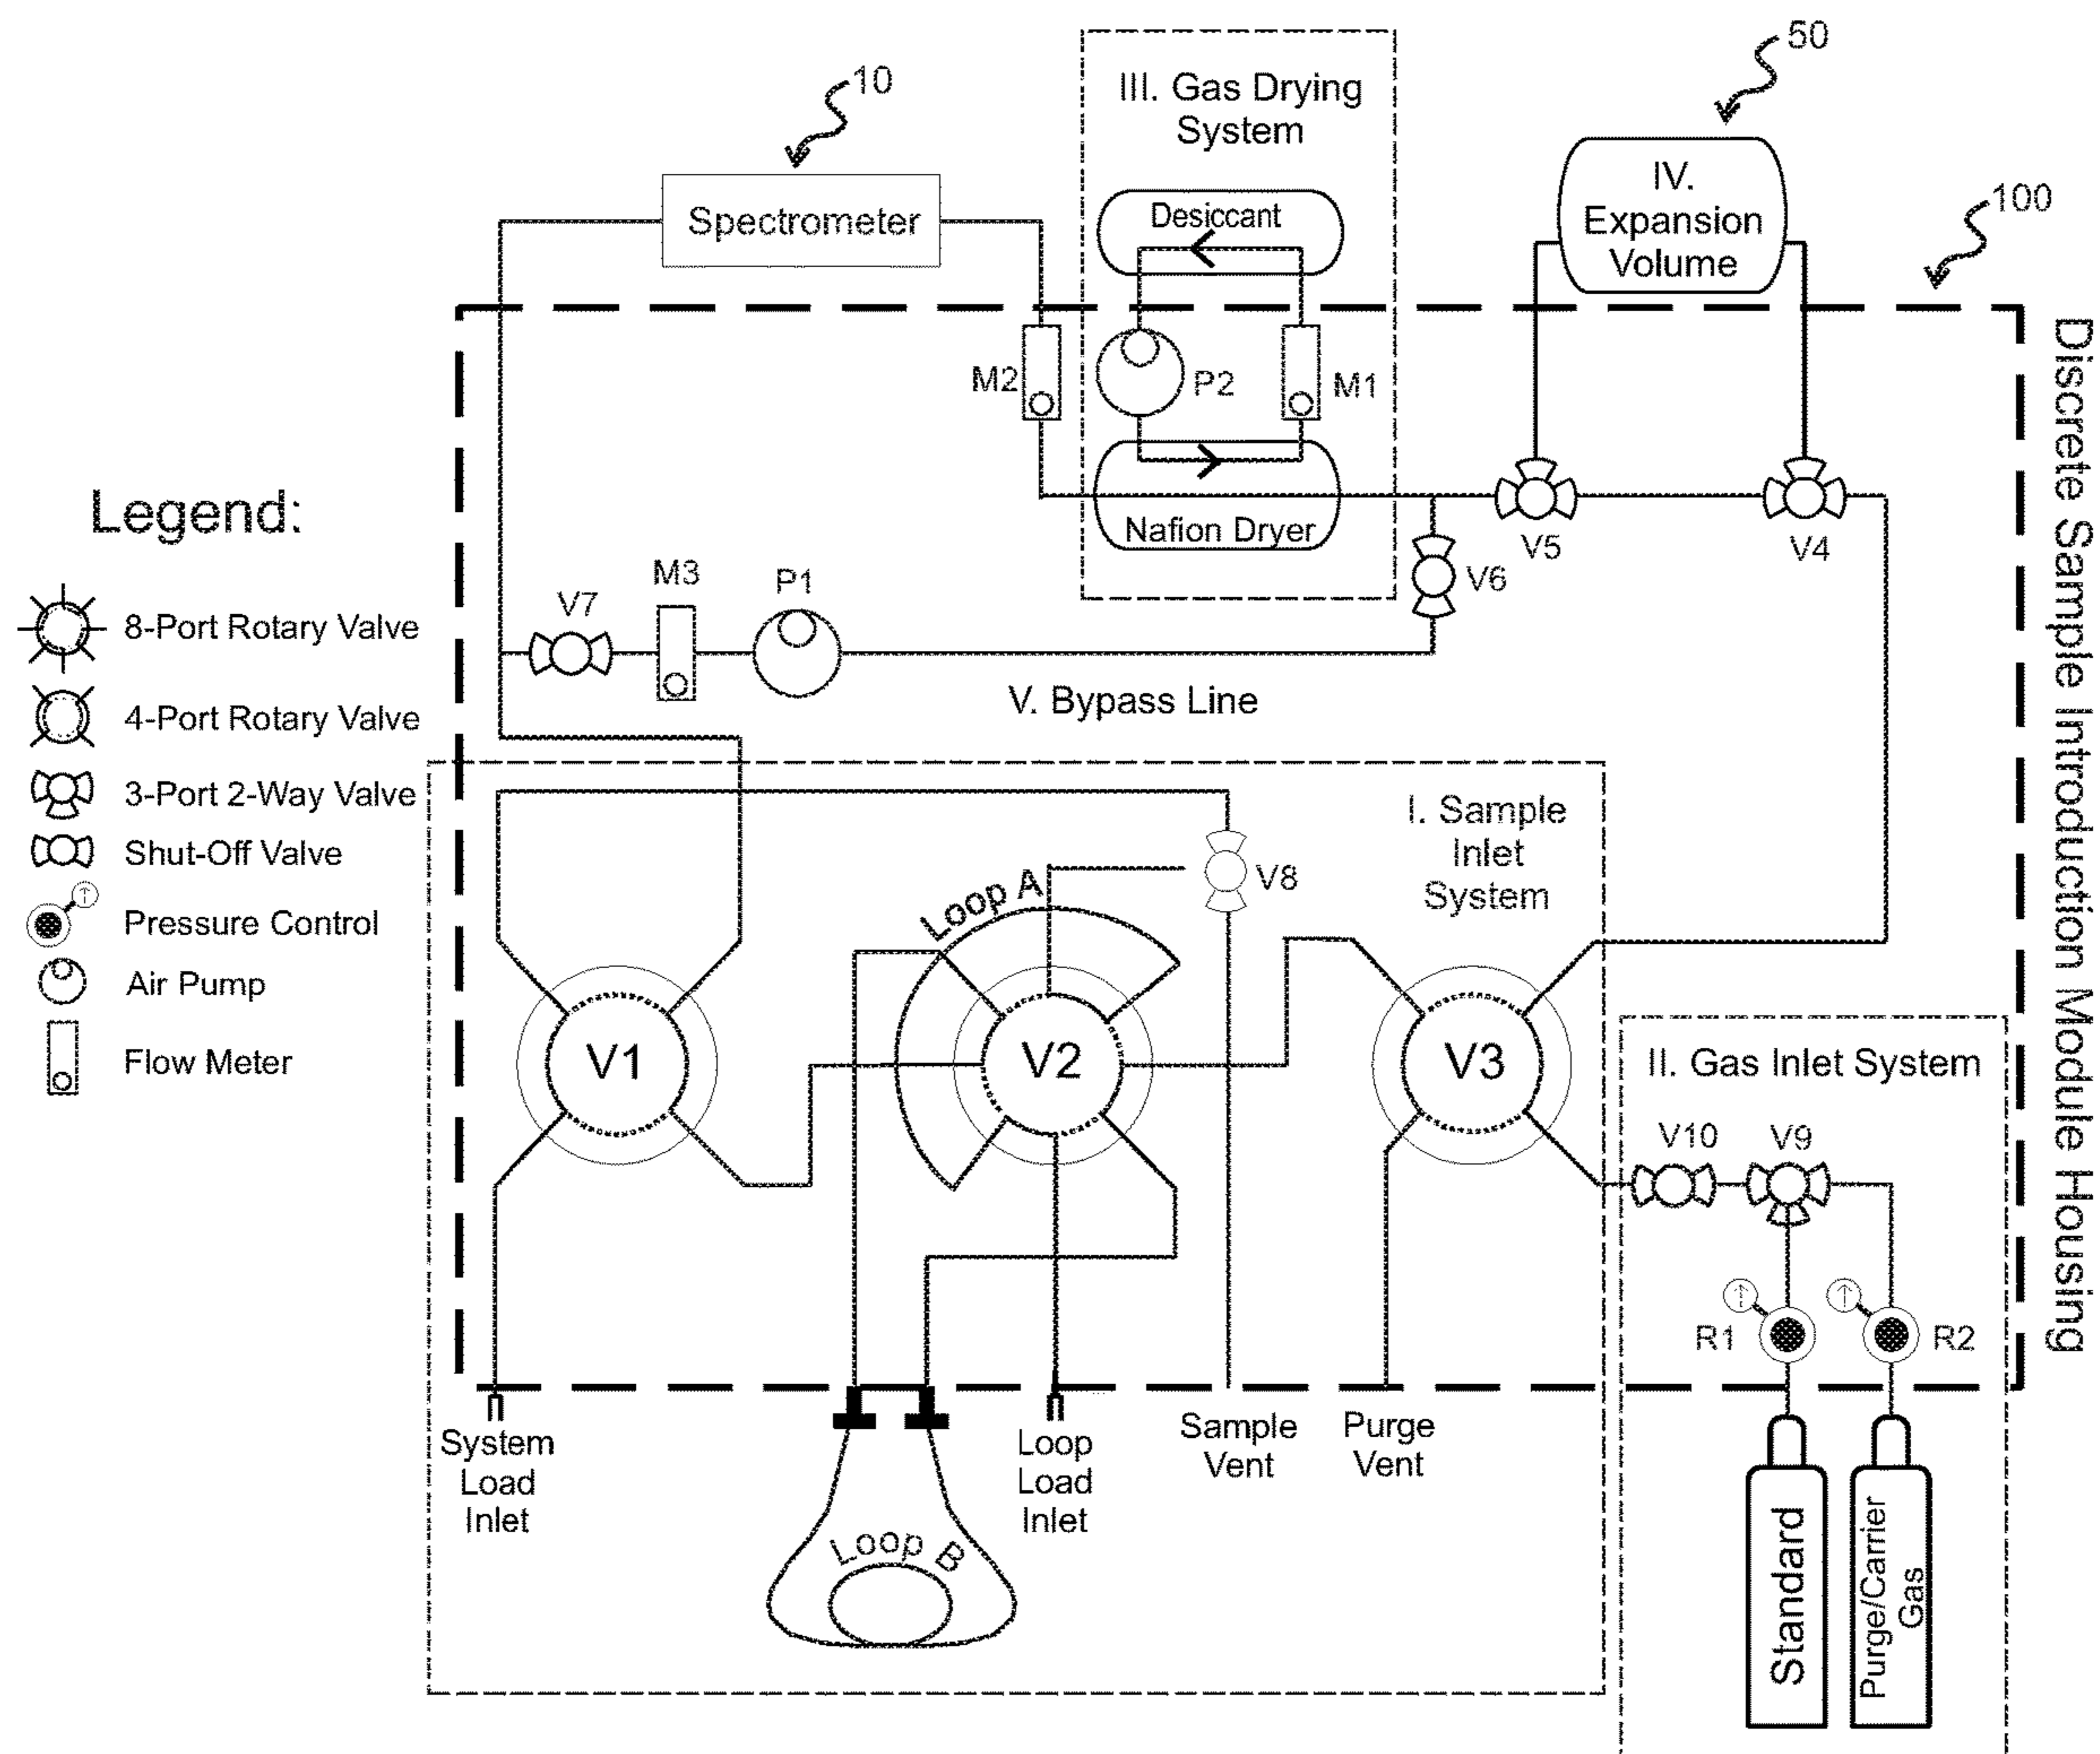 10
50
100
III. Gas Drying
System
IV.
Expansion
Volume
Spectrometer
Desiccant
M2
P2
M1
Nafion Dryer
V5
V4
V6
Discrete Sample Introduction Module Housing
Legend:
8-Port Rotary Valve
4-Port Rotary Valve
3-Port 2-Way Valve
Shut-Off Valve
Pressure Control
Air Pump
Flow Meter
V7
M3
P1
V. Bypass Line
I. Sample
Inlet
System
V8
Loop A
V1
V2
V3
II. Gas Inlet System
V10
V9
R1
R2
System
Load
Inlet
Loop B
Loop
Load
Inlet
Sample
Vent
Purge
Vent
Standard
Purge/Carrier
Gas